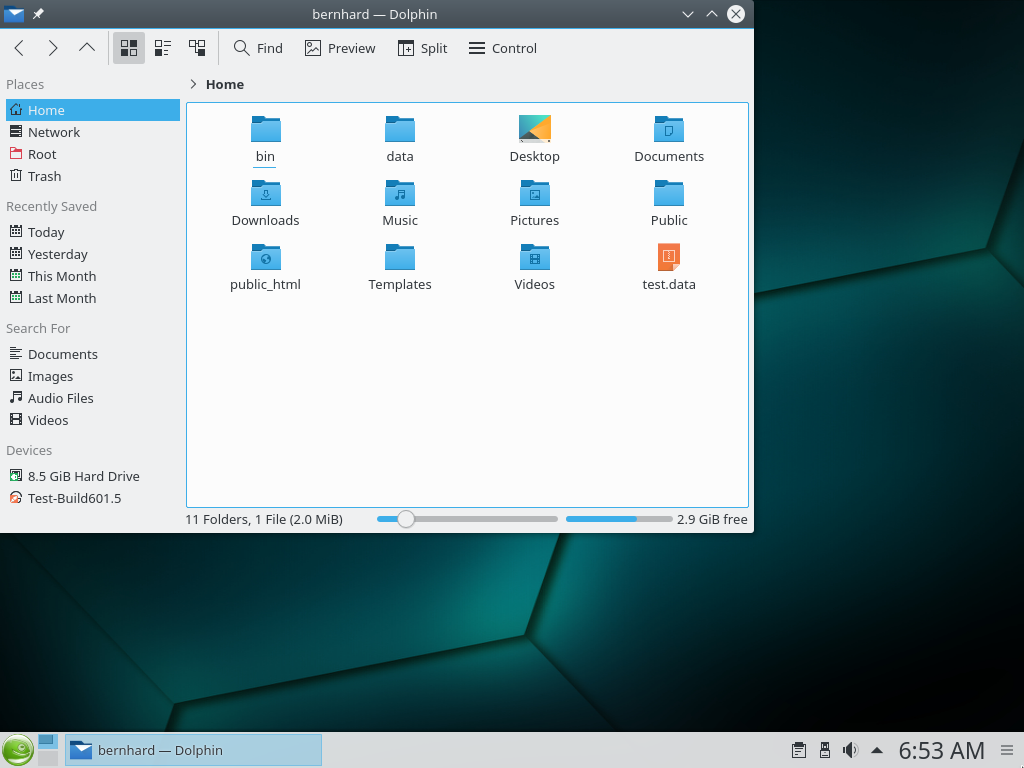 bernhard — Dolphin
Find Preview Split Control
Places
Home
Network
Root
Trash
Recently Saved
Today
Yesterday
This Month
Last Month
Search For
Documents
Images
Audio Files
Videos
Devices
8.5 GiB Hard Drive
Test-Build601.5
Home
bin data Desktop Documents
Downloads Music Pictures Public
public_html Templates Videos test.data
11 Folders, 1 File (2.0 MiB) 2.9 GiB free
bernhard — Dolphin 6:53 AM